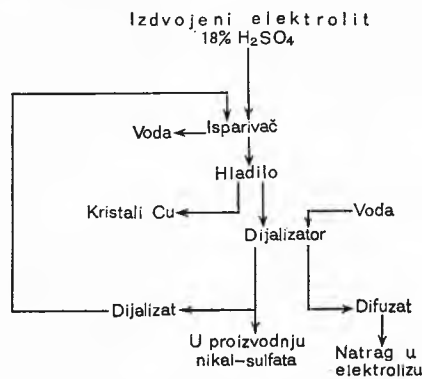 Izdvojeni elektrolit
18% H₂SO₄
Voda
Isparivač
Hladilo
Kristali Cu
Voda
Dijalizator
Dijalizat
Difuzat
U proizvodnju
nikal-sulfata
Natrag u
elektrolizu